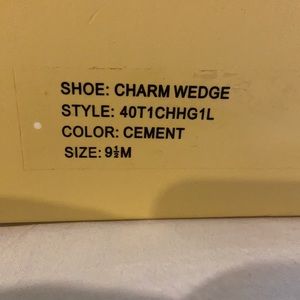 SHOE: CHARM WEDGE
STYLE: 40T1CHHG1L
COLOR: CEMENT
SIZE: 9½M